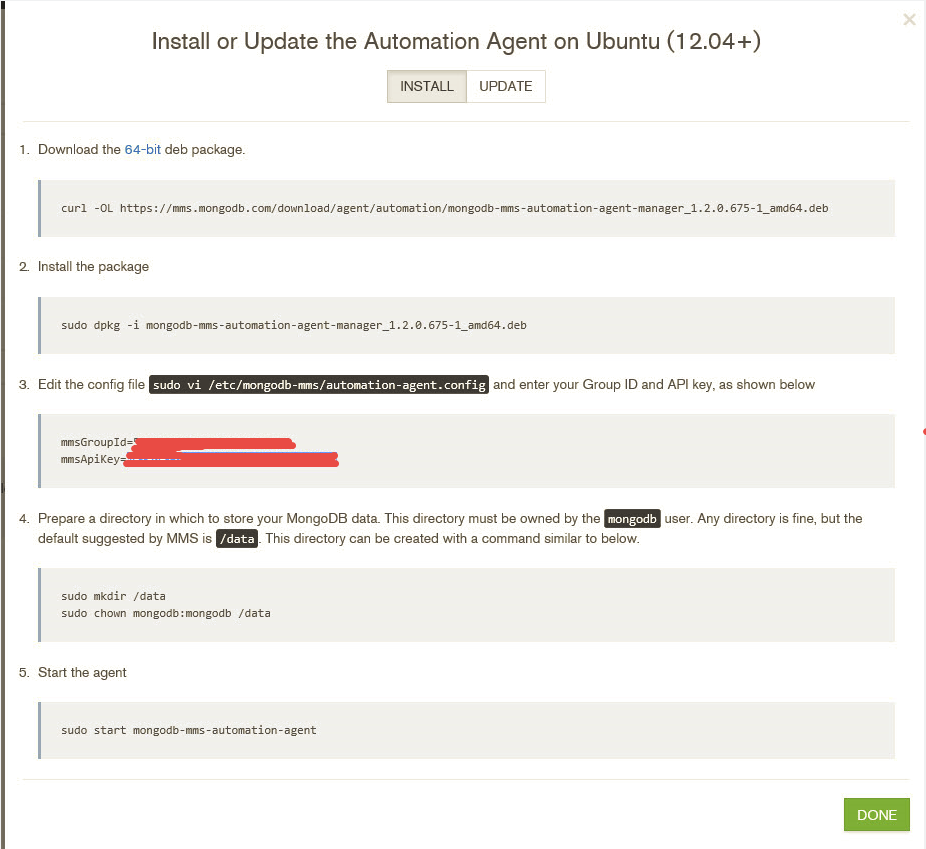 Install or Update the Automation Agent on Ubuntu (12.04+)
INSTALL UPDATE
1. Download the 64-bit deb package.
curl -OL https://mms.mongodb.com/download/agent/automation/mongodb-mms-automation-agent-manager_1.2.0.675-1_amd64.deb
2. Install the package
sudo dpkg -i mongodb-mms-automation-agent-manager_1.2.0.675-1_amd64.deb
3. Edit the config file sudo vi /etc/mongodb-mms/automation-agent.config and enter your Group ID and API key, as shown below
mmsGroupId=
mmsApiKey=
4. Prepare a directory in which to store your MongoDB data. This directory must be owned by the mongodb user. Any directory is fine, but the
default suggested by MMS is /data. This directory can be created with a command similar to below.
sudo mkdir /data
sudo chown mongodb:mongodb /data
5. Start the agent
sudo start mongodb-mms-automation-agent
DONE